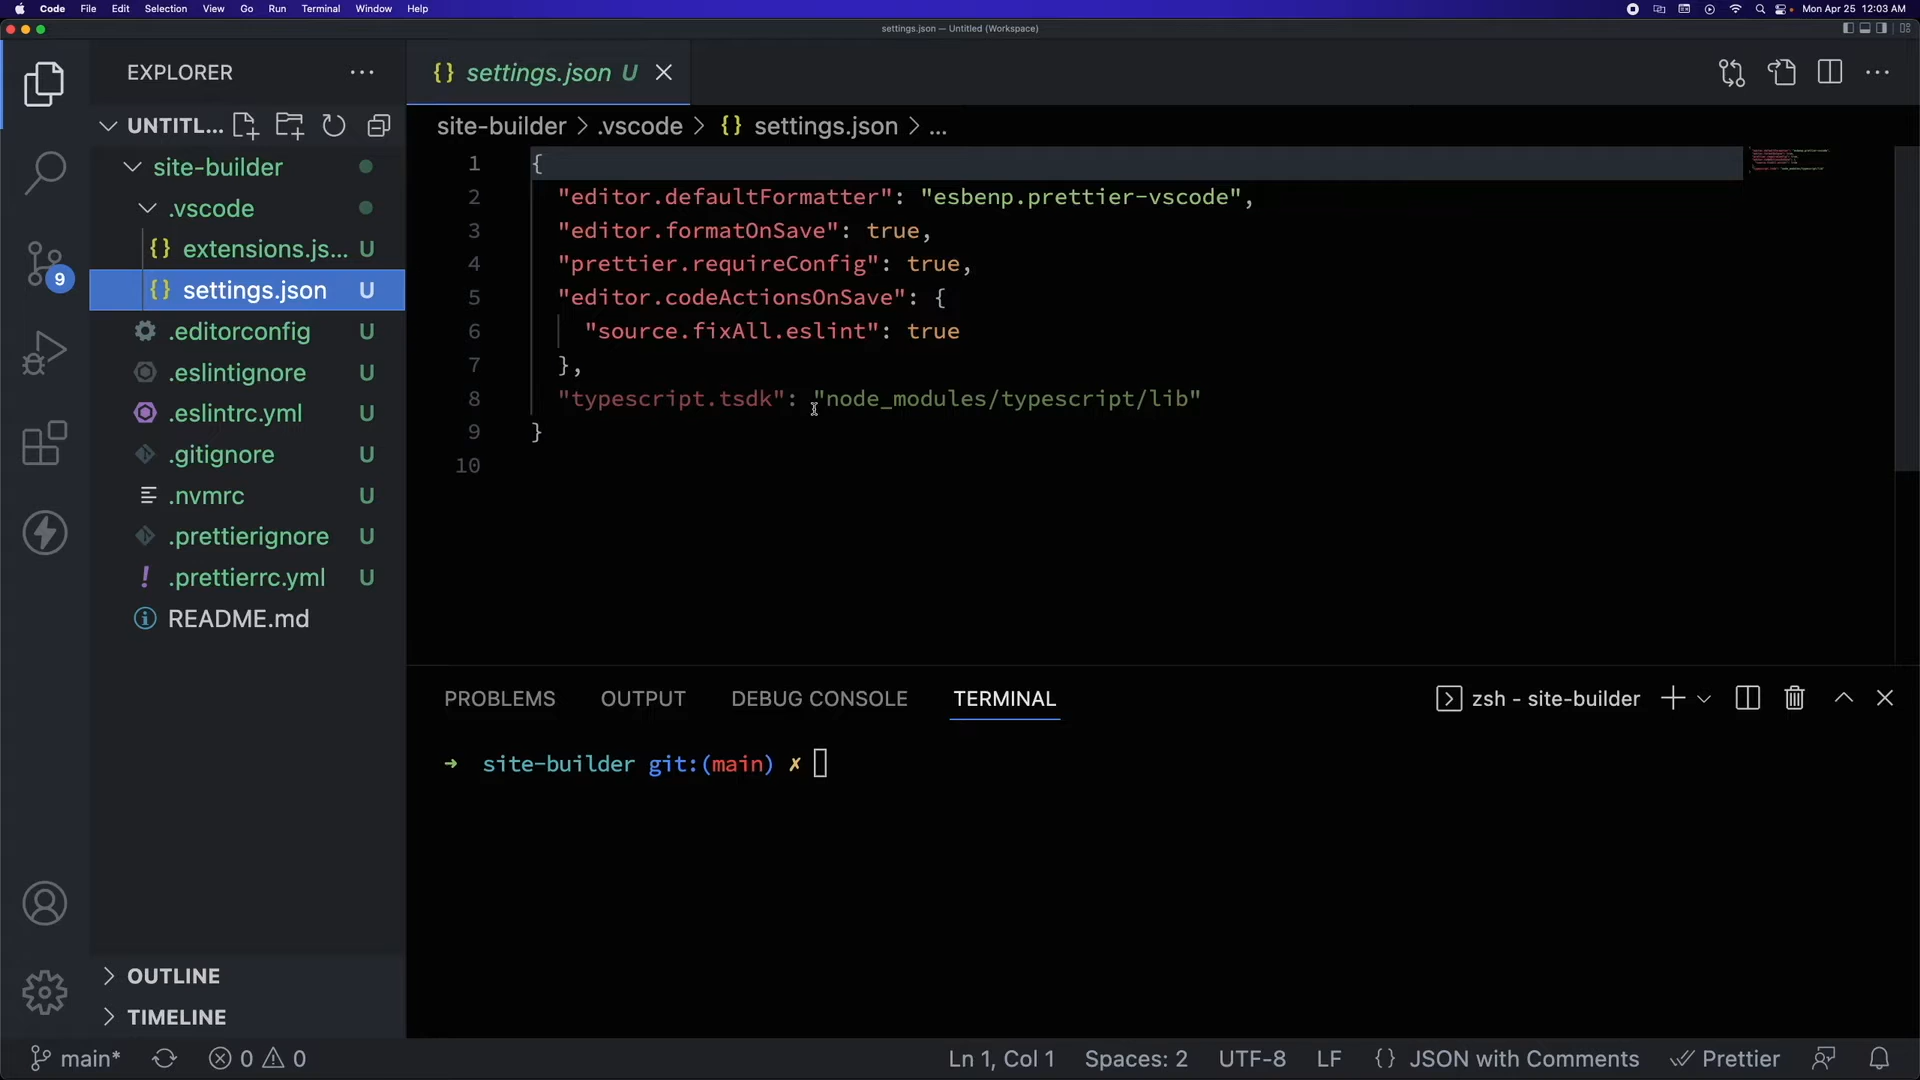 Code File Edit Selection View Go Run Terminal Window Help Mon Apr 25 12:03 AM
settings.json — Untitled (Workspace)
EXPLORER
settings.json U
UNTITL...
site-builder > .vscode > {} settings.json > ...
site-builder
.vscode
{} extensions.js... U
{} settings.json U
.editorconfig U
.eslintignore U
.eslintrc.yml U
.gitignore U
.nvmrc U
.prettierignore U
! .prettierrc.yml U
README.md
9
OUTLINE
TIMELINE
1 {
2 "editor.defaultFormatter": "esbenp.prettier-vscode",
3 "editor.formatOnSave": true,
4 "prettier.requireConfig": true,
5 "editor.codeActionsOnSave": {
6 "source.fixAll.eslint": true
7 },
8 "typescript.tsdk": "node_modules/typescript/lib"
9 }
10
PROBLEMS OUTPUT DEBUG CONSOLE TERMINAL zsh - site-builder
➜ site-builder git:(main) ✗
main* 0 0 Ln 1, Col 1 Spaces: 2 UTF-8 LF {} JSON with Comments Prettier